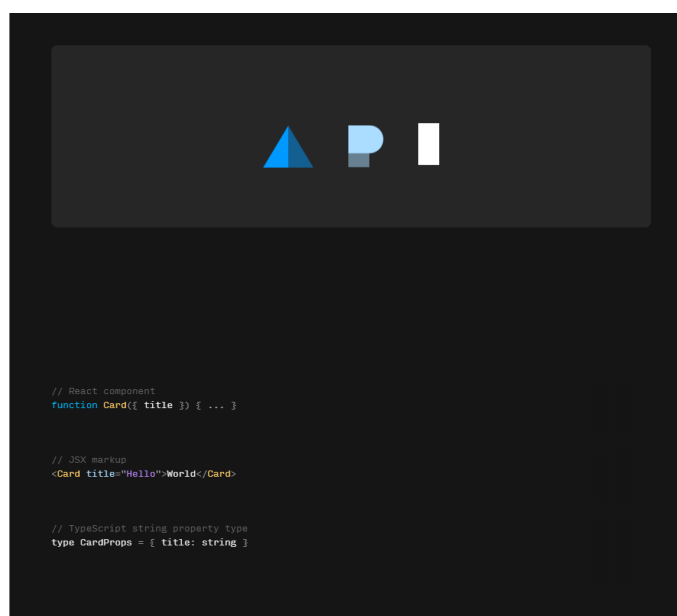 API
// React component
function Card({ title }) { ... }
// JSX markup
<Card title="Hello">World</Card>
// TypeScript string property type
type CardProps = { title: string }